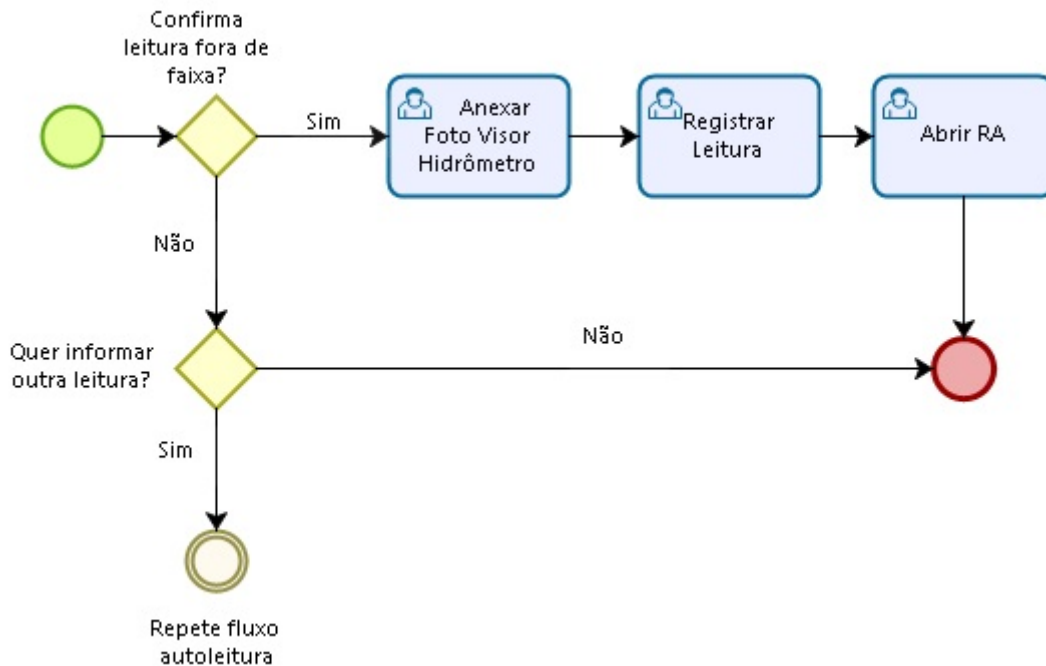 Confirma
leitura fora de
faixa?
Sim
Anexar
Foto Visor
Hidrômetro
Registrar
Leitura
Abrir RA
Não
Quer informar
outra leitura?
Não
Sim
Repete fluxo
autoleitura